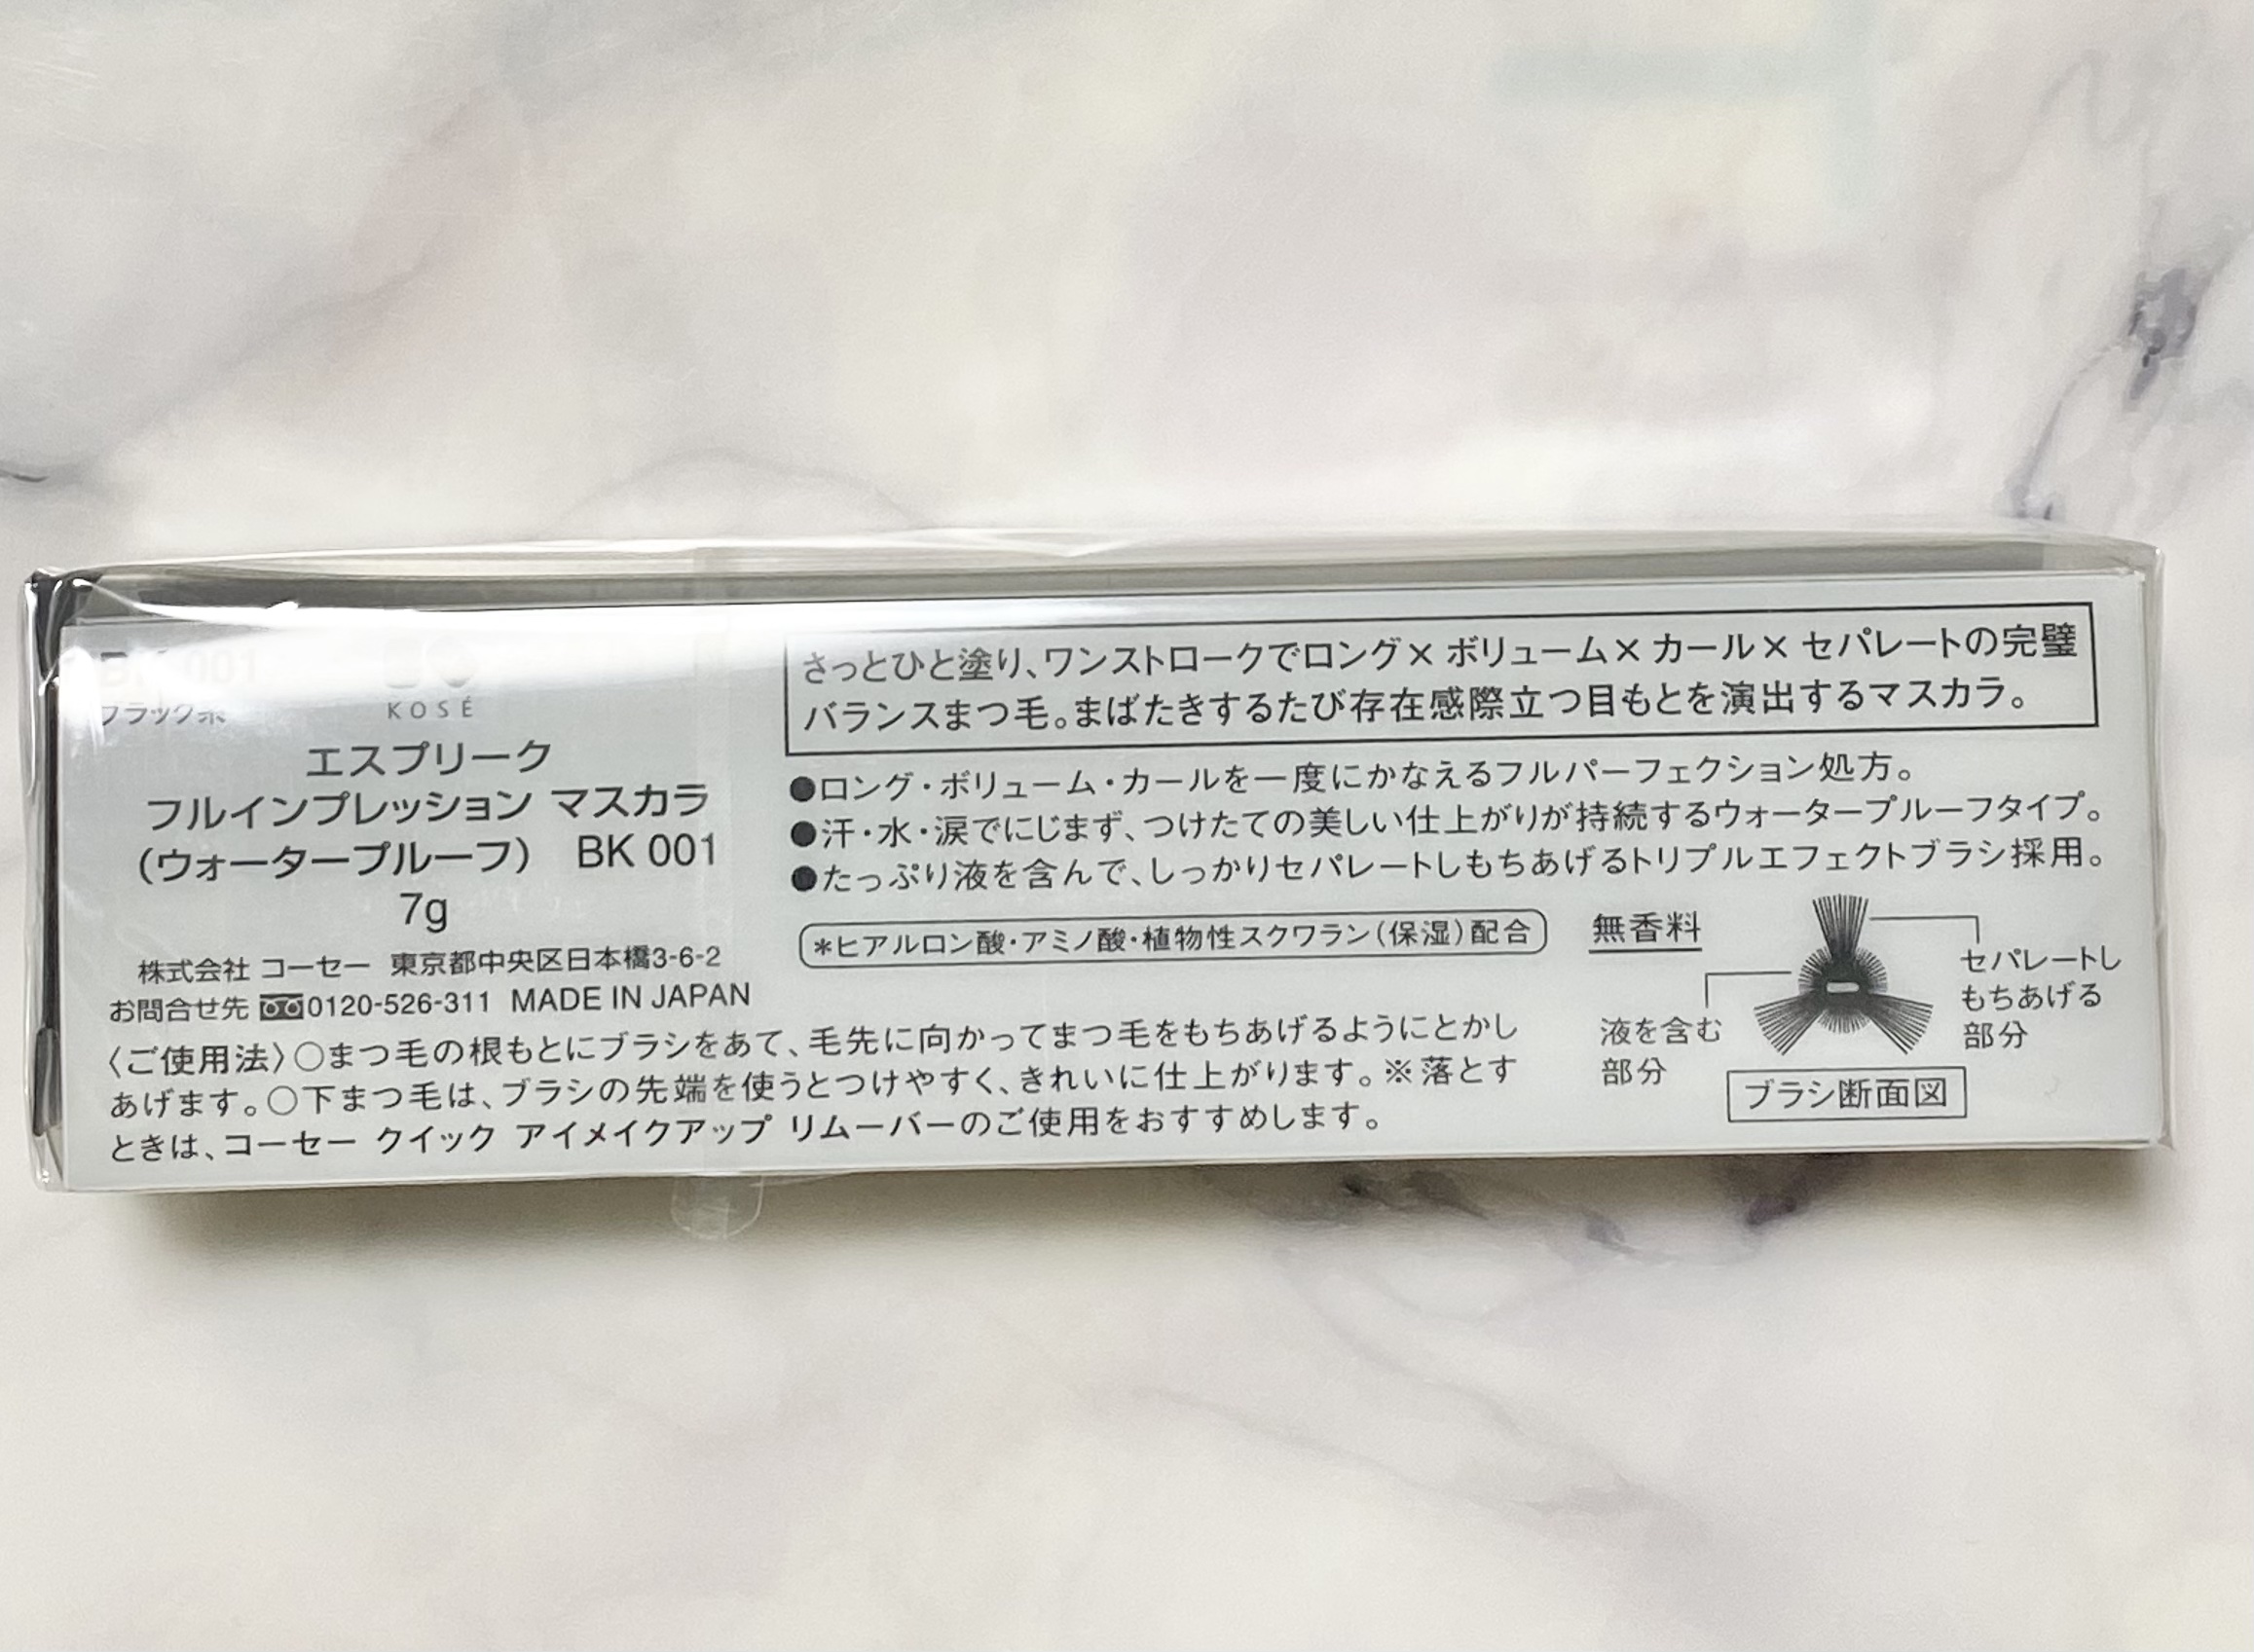 BK 001
ブラック系
KOSÉ
エスプリーク
フルインプレッション マスカラ
（ウォータープルーフ） BK 001
7g
株式会社 コーセー 東京都中央区日本橋3-6-2
お問合せ先 0120-526-311 MADE IN JAPAN
さっとひと塗り、ワンストロークでロング×ボリューム×カール×セパレートの完璧
バランスまつ毛。まばたきするたび存在感際立つ目もとを演出するマスカラ。
●ロング・ボリューム・カールを一度にかなえるフルパーフェクション処方。
●汗・水・涙でにじまず、つけたての美しい仕上がりが持続するウォータープルーフタイプ。
●たっぷり液を含んで、しっかりセパレートしもちあげるトリプルエフェクトブラシ採用。
＊ヒアルロン酸・アミノ酸・植物性スクワラン（保湿）配合
無香料
セパレートし
もちあげる
部分
液を含む
部分
ブラシ断面図
〈ご使用法〉○まつ毛の根もとにブラシをあて、毛先に向かってまつ毛をもちあげるようにとかし
あげます。○下まつ毛は、ブラシの先端を使うとつけやすく、きれいに仕上がります。※落とす
ときは、コーセー クイック アイメイクアップ リムーバーのご使用をおすすめします。